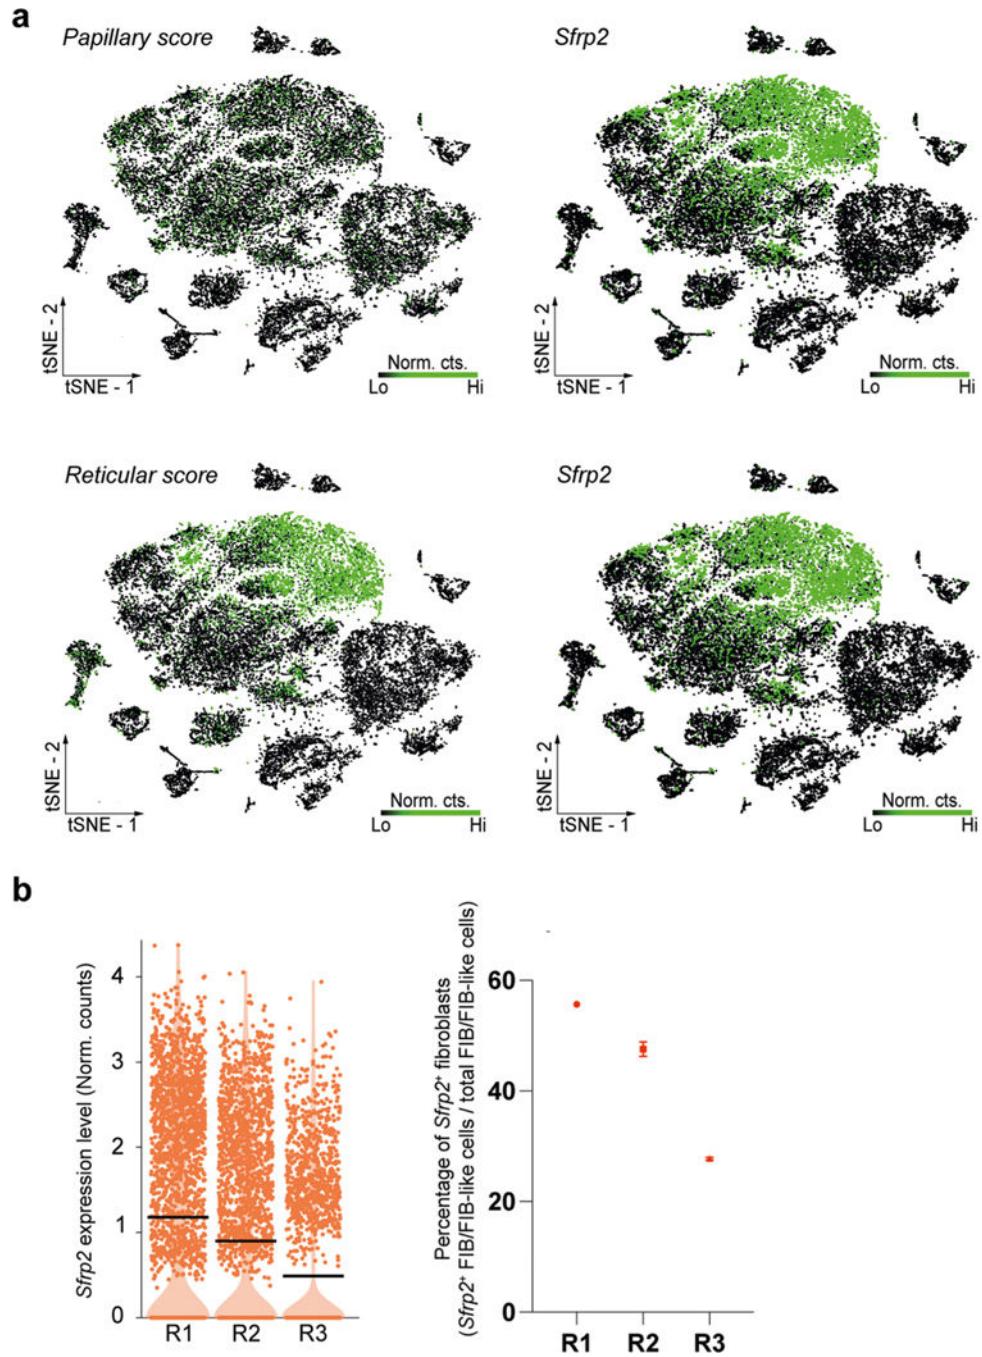 a
Papillary score
Sfrp2
tSNE - 2
tSNE - 1
Norm. cts.
Lo
Hi
tSNE - 2
tSNE - 1
Norm. cts.
Lo
Hi
Reticular score
Sfrp2
tSNE - 2
tSNE - 1
Norm. cts.
Lo
Hi
tSNE - 2
tSNE - 1
Norm. cts.
Lo
Hi
b
Sfrp2 expression level (Norm. counts)
4
3
2
1
0
R1
R2
R3
Percentage of Sfrp2⁺ fibroblasts
(Sfrp2⁺ FIB/FIB-like cells / total FIB/FIB-like cells)
60
40
20
0
R1
R2
R3